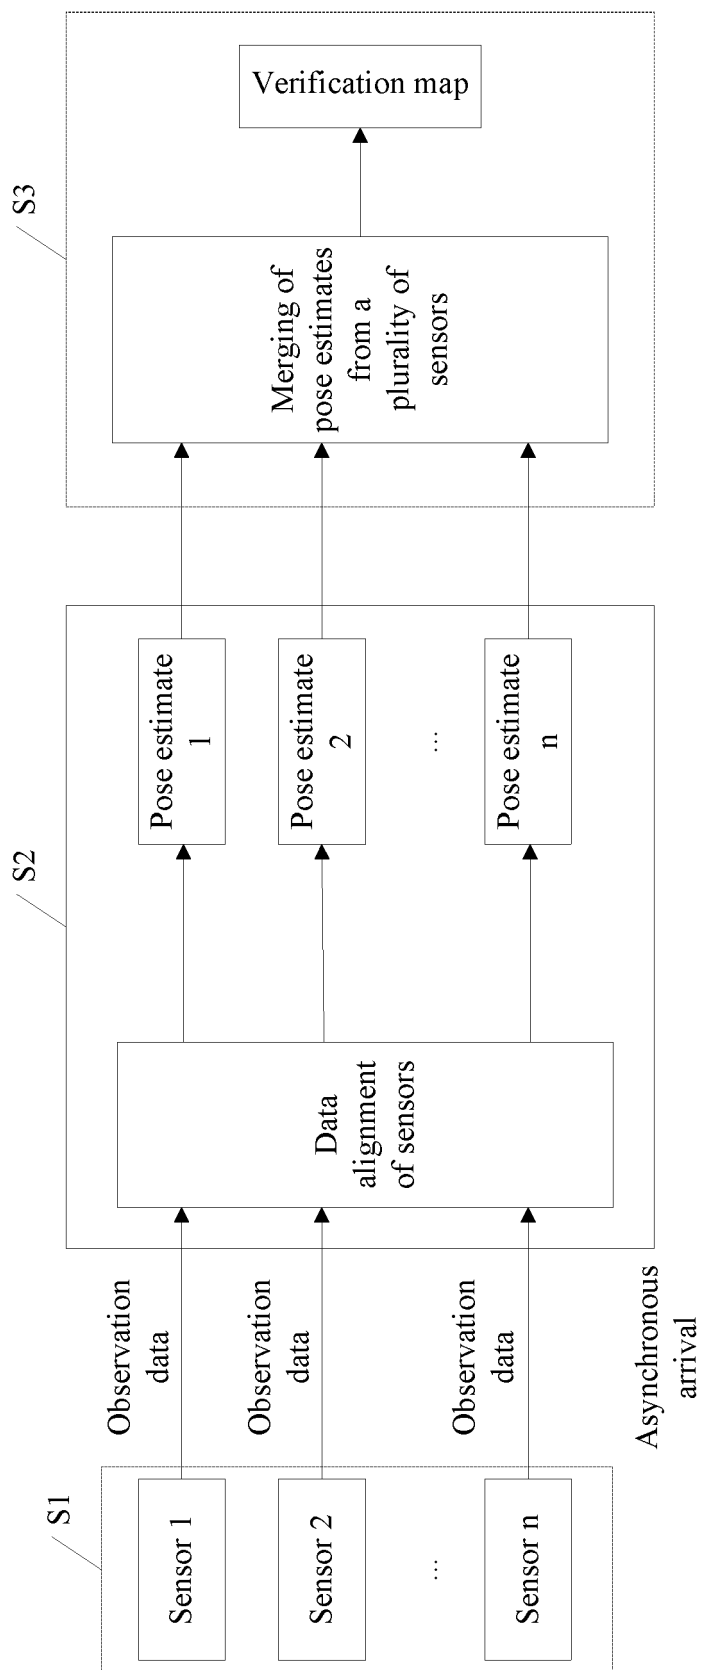 S1
Sensor 1
Sensor 2
...
Sensor n
Observation
data
Observation
data
Observation
data
Asynchronous
arrival
S2
Data
alignment
of sensors
Pose estimate
1
Pose estimate
2
...
Pose estimate
n
S3
Merging of
pose estimates
from a
plurality of
sensors
Verification map